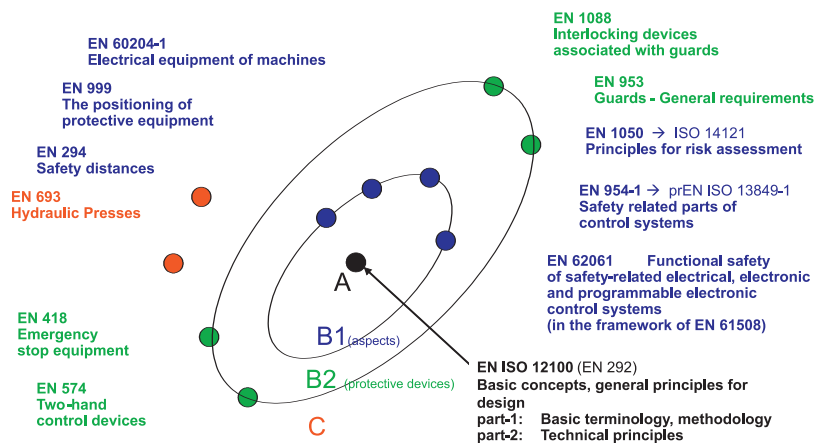 EN 60204-1
Electrical equipment of machines
EN 999
The positioning of
protective equipment
EN 294
Safety distances
EN 693
Hydraulic Presses
EN 418
Emergency
stop equipment
EN 574
Two-hand
control devices
A
B1 (aspects)
B2 (protective devices)
C
EN 1088
Interlocking devices
associated with guards
EN 953
Guards - General requirements
EN 1050 → ISO 14121
Principles for risk assessment
EN 954-1 → prEN ISO 13849-1
Safety related parts of
control systems
EN 62061 Functional safety
of safety-related electrical, electronic
and programmable electronic
control systems
(in the framework of EN 61508)
EN ISO 12100 (EN 292)
Basic concepts, general principles for
design
part-1: Basic terminology, methodology
part-2: Technical principles